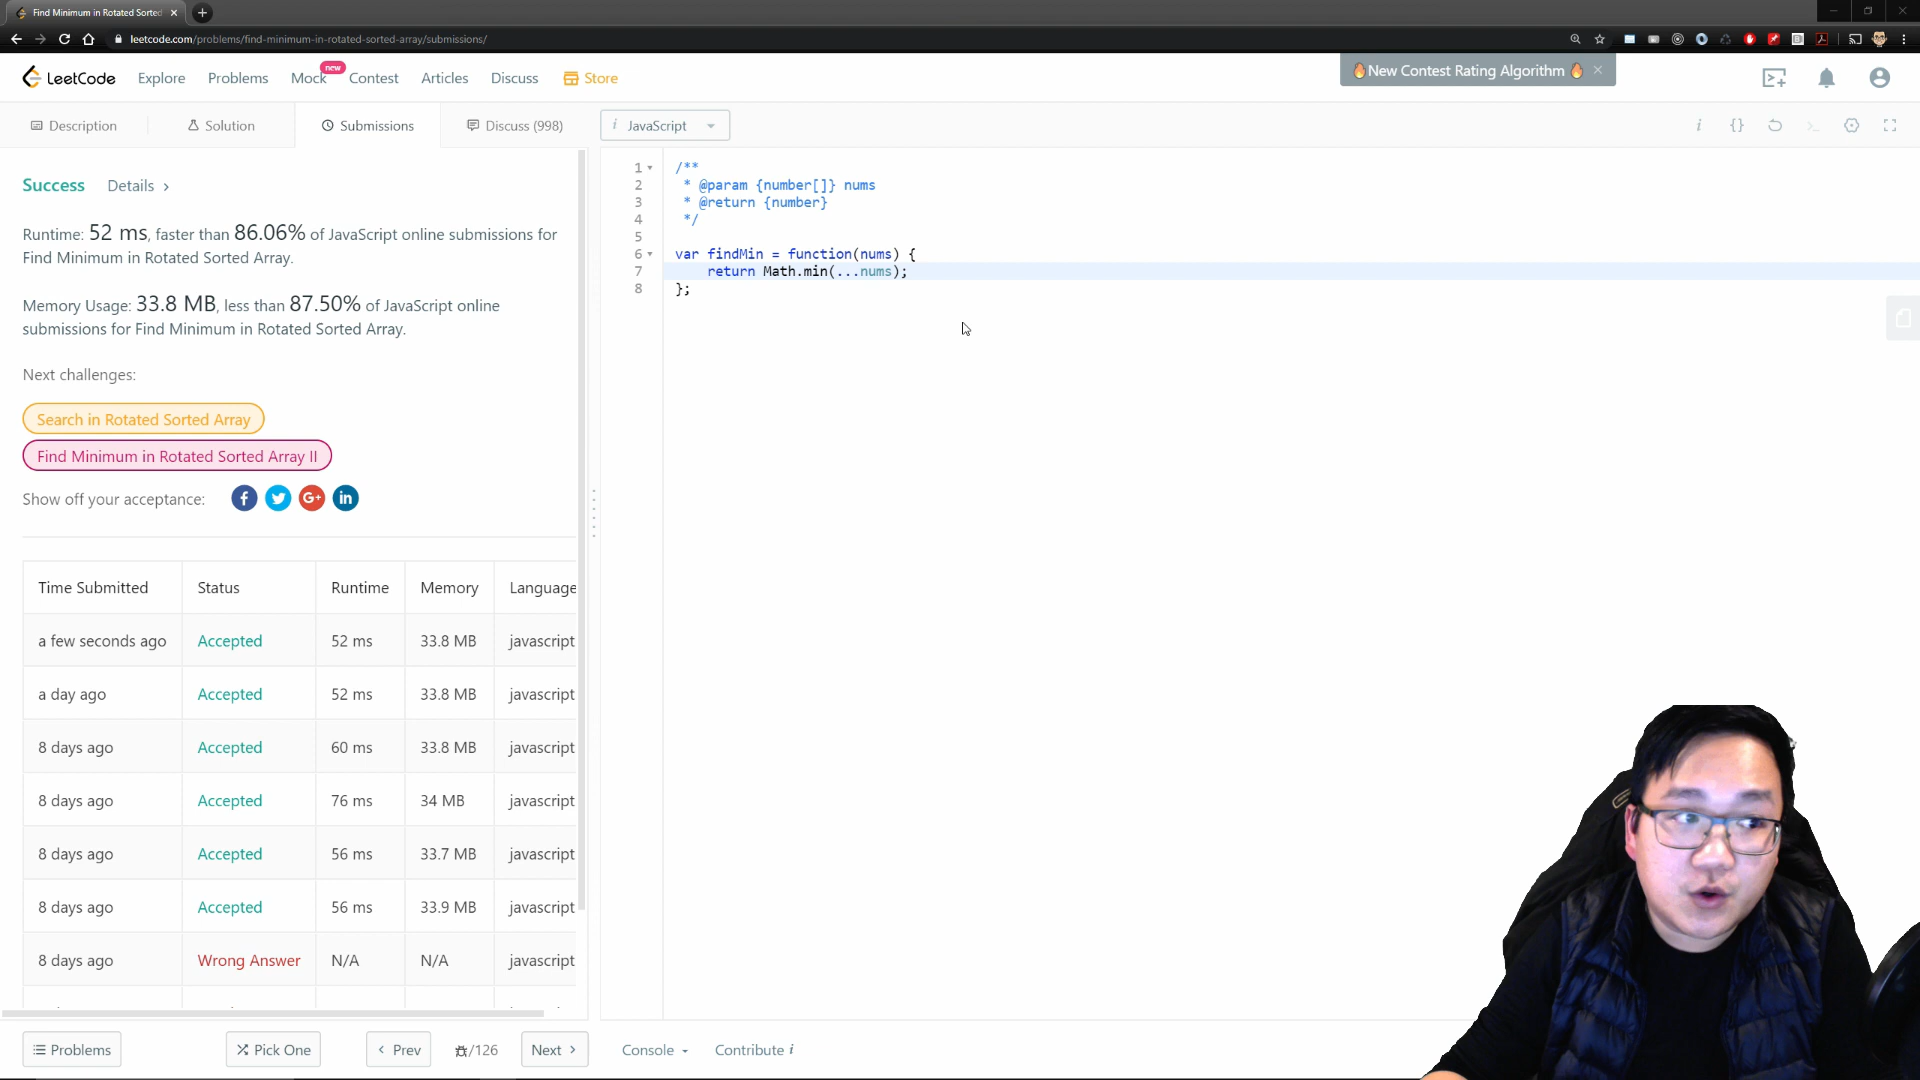 Find Minimum in Rotated Sorted
leetcode.com/problems/find-minimum-in-rotated-sorted-array/submissions/
LeetCode
Explore
Problems
Mock
new
Contest
Articles
Discuss
Store
🔥New Contest Rating Algorithm 🔥
Description
Solution
Submissions
Discuss (998)
i JavaScript
Success
Details
Runtime: 52 ms, faster than 86.06% of JavaScript online submissions for
Find Minimum in Rotated Sorted Array.
Memory Usage: 33.8 MB, less than 87.50% of JavaScript online
submissions for Find Minimum in Rotated Sorted Array.
Next challenges:
Search in Rotated Sorted Array
Find Minimum in Rotated Sorted Array II
Show off your acceptance:
Time Submitted Status Runtime Memory Language
a few seconds ago Accepted 52 ms 33.8 MB javascript
a day ago Accepted 52 ms 33.8 MB javascript
8 days ago Accepted 60 ms 33.8 MB javascript
8 days ago Accepted 76 ms 34 MB javascript
8 days ago Accepted 56 ms 33.7 MB javascript
8 days ago Accepted 56 ms 33.9 MB javascript
8 days ago Wrong Answer N/A N/A javascript
1 /**
2 * @param {number[]} nums
3 * @return {number}
4 */
5
6 var findMin = function(nums) {
7 return Math.min(...nums);
8 };
Problems
Pick One
Prev
/126
Next
Console
Contribute i